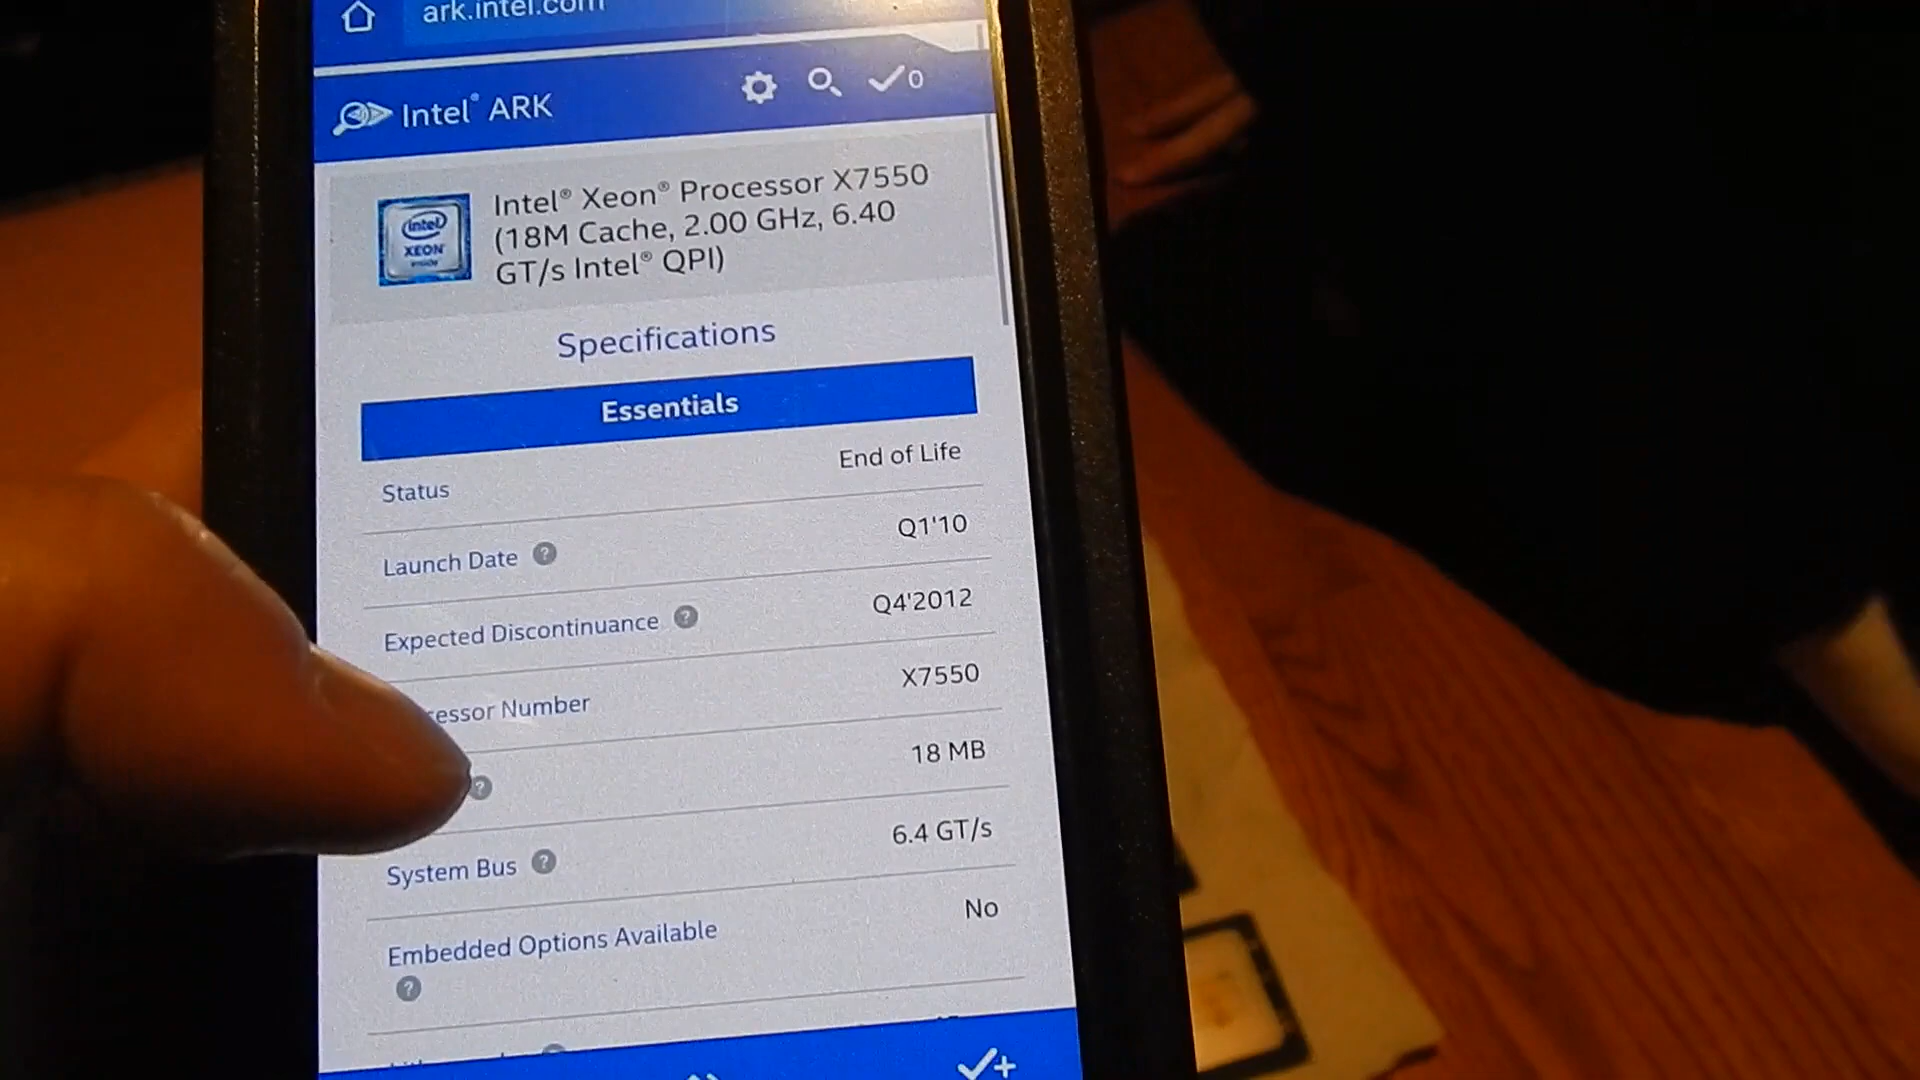 ark.intel.com
Intel® ARK
0
Intel® Xeon® Processor X7550
(18M Cache, 2.00 GHz, 6.40
GT/s Intel® QPI)
intel
XEON
inside
Specifications
Essentials
Status End of Life
Launch Date ? Q1'10
Expected Discontinuance ? Q4'2012
cessor Number X7550
? 18 MB
System Bus ? 6.4 GT/s
Embedded Options Available No
?